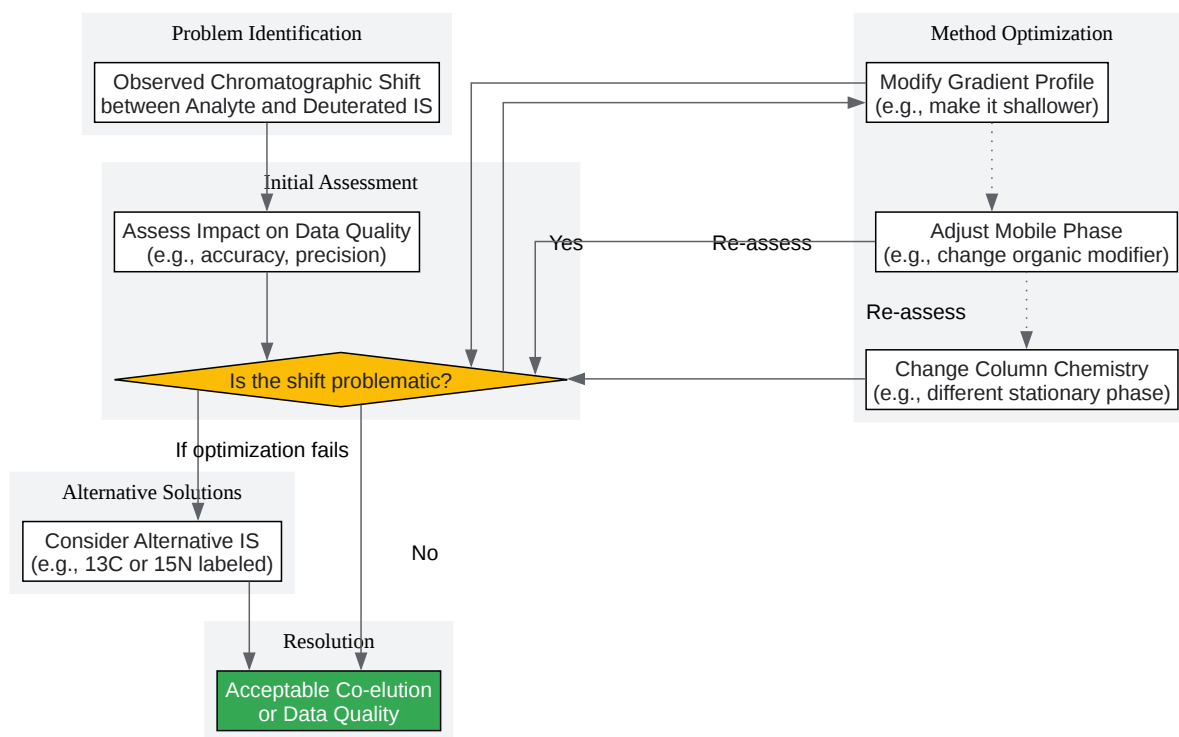 Problem Identification
Observed Chromatographic Shift
between Analyte and Deuterated IS
Method Optimization
Modify Gradient Profile
(e.g., make it shallower)
Initial Assessment
Assess Impact on Data Quality
(e.g., accuracy, precision)
Yes
Re-assess
Adjust Mobile Phase
(e.g., change organic modifier)
Re-assess
Is the shift problematic?
Change Column Chemistry
(e.g., different stationary phase)
If optimization fails
Alternative Solutions
Consider Alternative IS
(e.g., 13C or 15N labeled)
No
Resolution
Acceptable Co-elution
or Data Quality